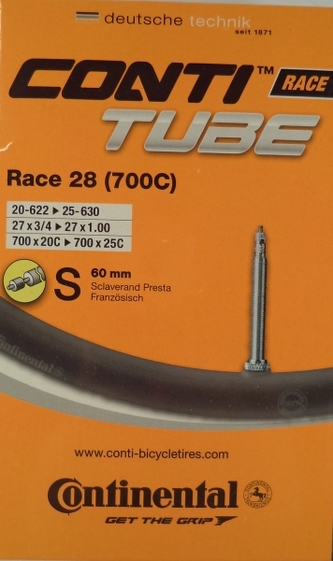 deutsche technik
seit 1871
CONTI™ RACE
TUBE
Race 28 (700C)
20-622 ▶ 25-630
27 x 3/4 ▶ 27 x 1.00
700 x 20C ▶ 700 x 25C
S 60 mm
Sclaverand Presta
Französisch
Continental
www.conti-bicycletires.com
Continental
GET THE GRIP